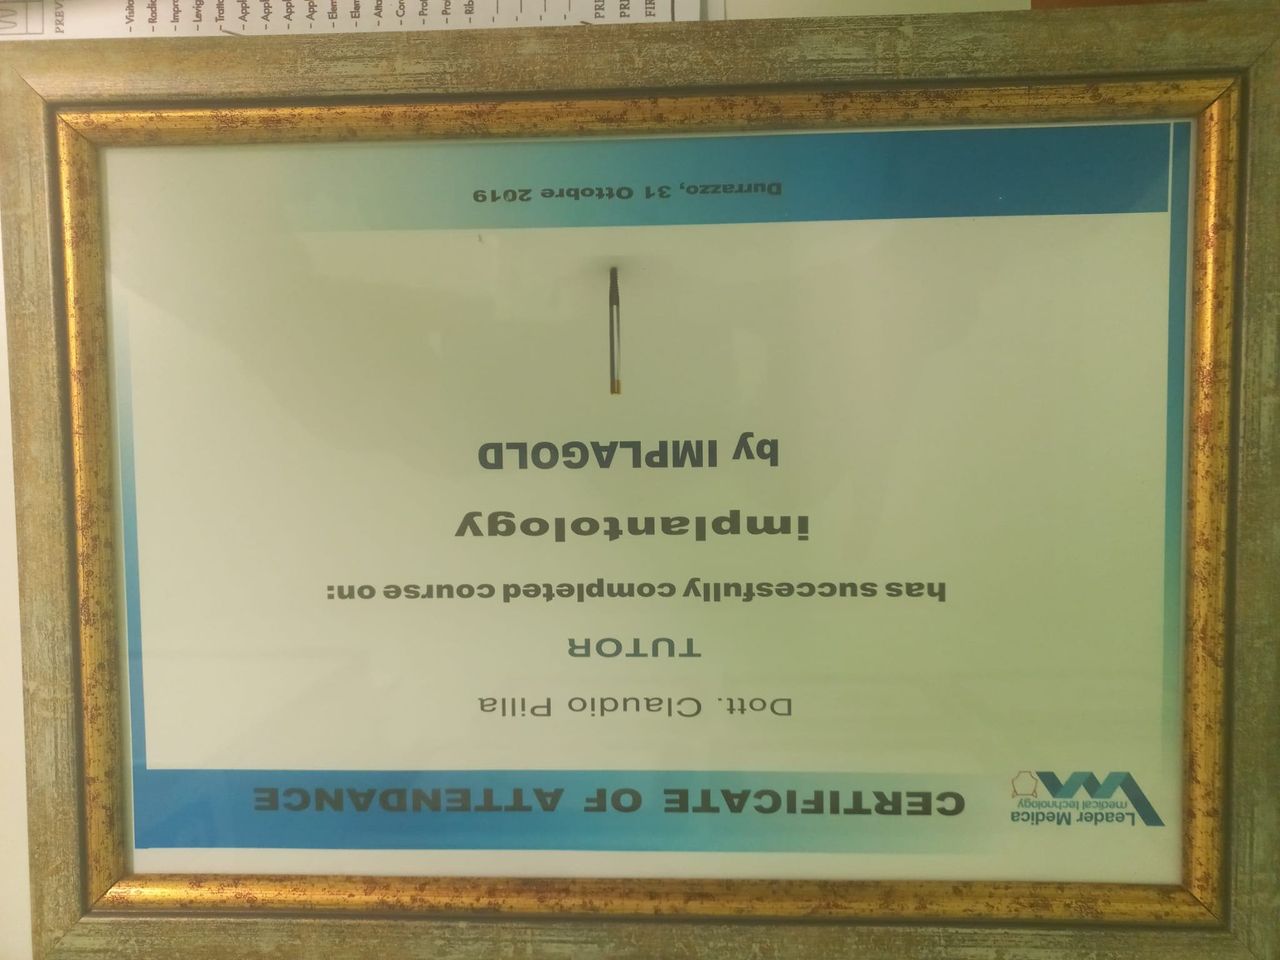 Leader Medica
medical technology
CERTIFICATE OF ATTENDANCE
Dott. Claudio Pilla
TUTOR
has succesfully completed course on:
implantology
by IMPLAGOLD
Durrazzo, 31 Ottobre 2019